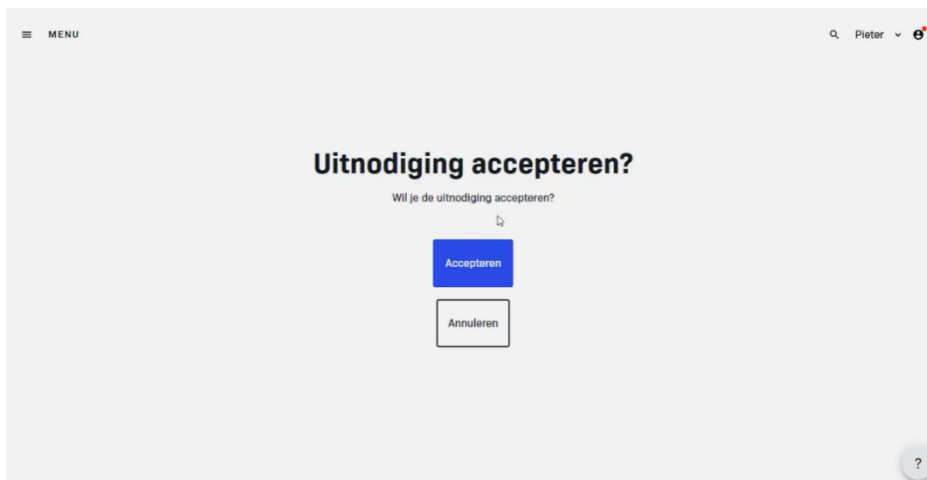 MENU
Pieter
Uitnodiging accepteren?
Wil je de uitnodiging accepteren?
Accepteren
Annuleren
?